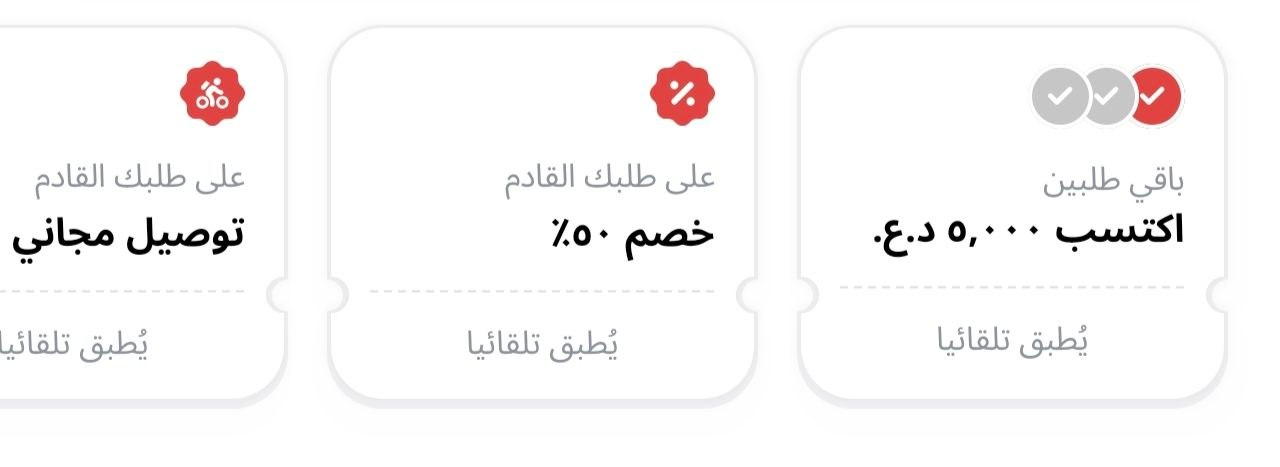 باقي طلبين
اكتسب ٥,٠٠٠ د.ع.
يُطبق تلقائيا
على طلبك القادم
خصم ٥٠٪
يُطبق تلقائيا
على طلبك القادم
توصيل مجاني
يُطبق تلقائيا